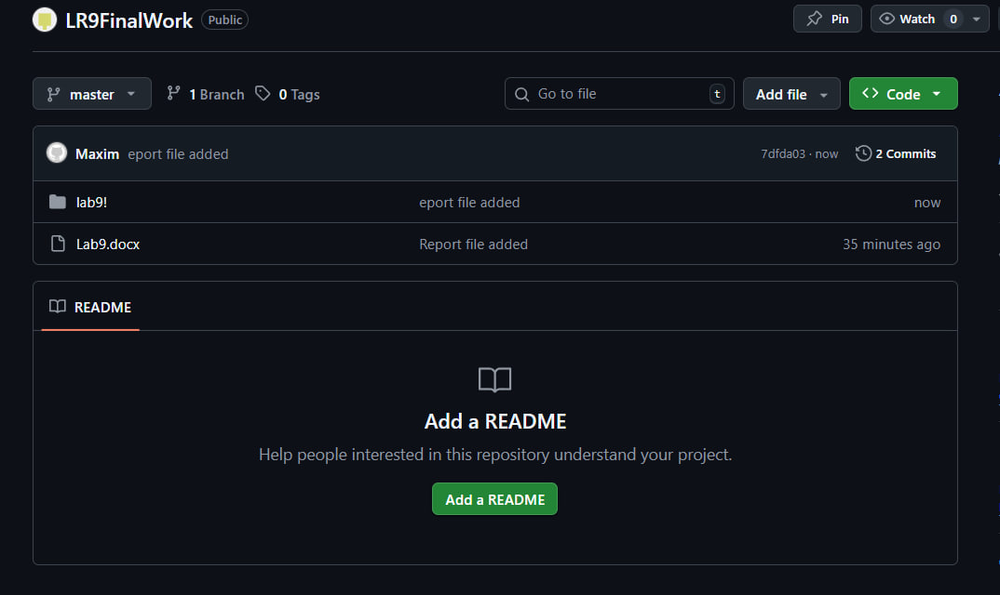 LR9FinalWork Public Pin Watch 0
master 1 Branch 0 Tags Go to file t Add file Code
Maxim eport file added 7dfda03 · now 2 Commits
lab9! eport file added now
Lab9.docx Report file added 35 minutes ago
README
Add a README
Help people interested in this repository understand your project.
Add a README